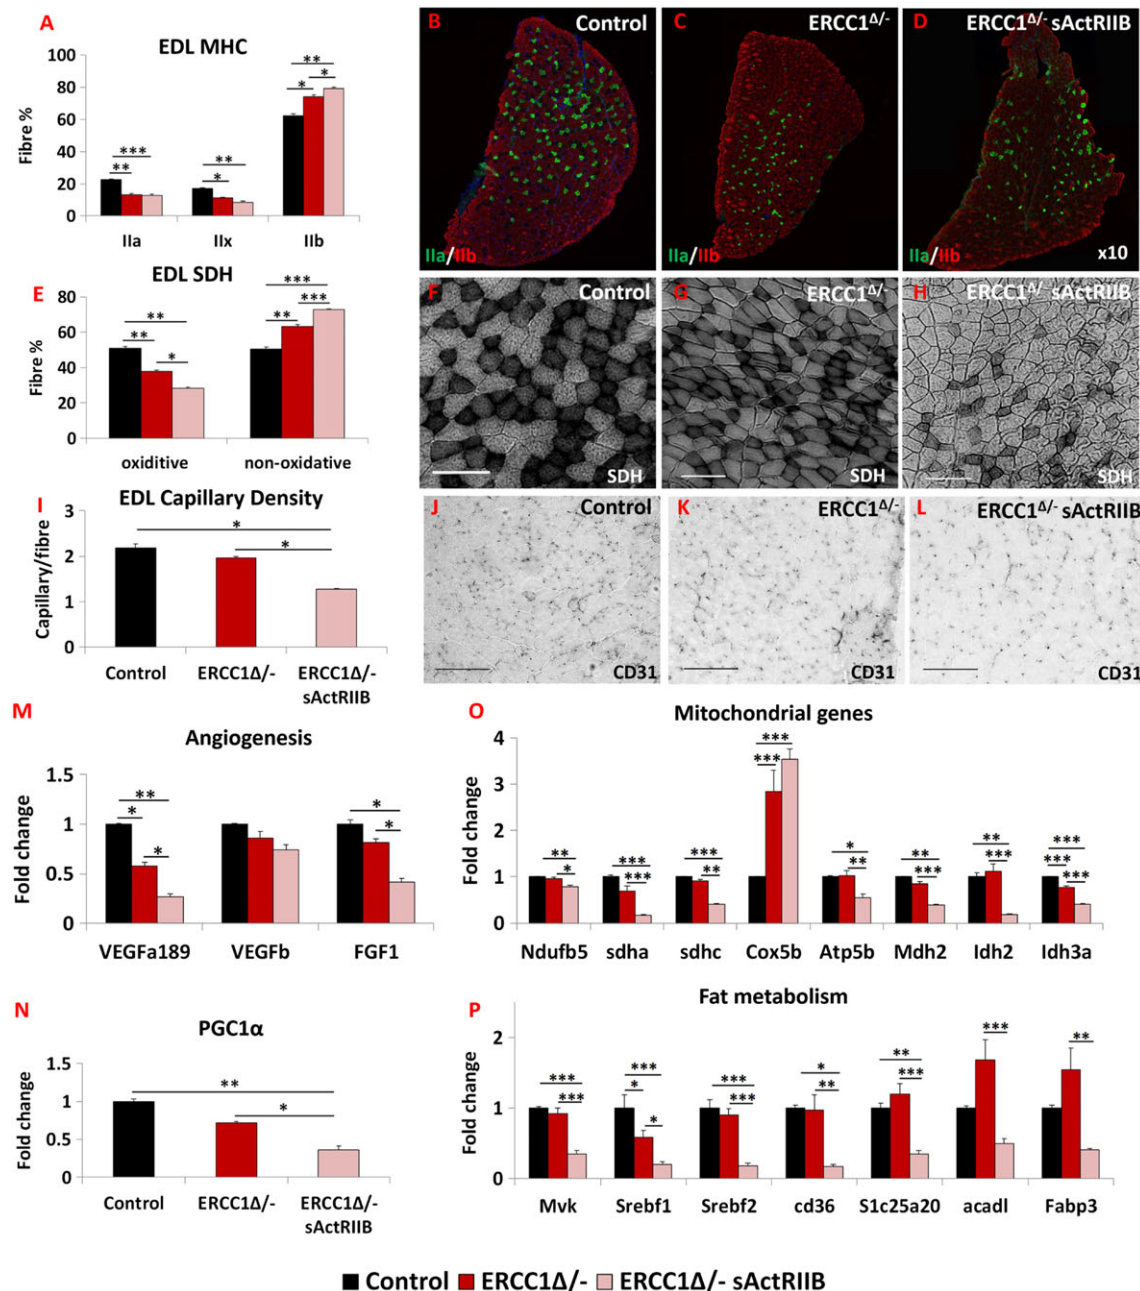 A
EDL MHC
Fibre %
100
80
60
40
20
0
**
*
*
***
**
**
*
IIa
IIx
IIb
B
Control
IIa/IIb
C
ERCC1Δ/-
IIa/IIb
D
ERCC1Δ/- sActRIIB
IIa/IIb
x10
E
EDL SDH
Fibre %
80
60
40
20
0
**
**
*
***
***
**
oxiditive
non-oxidative
F
Control
SDH
G
ERCC1Δ/-
SDH
H
ERCC1Δ/- sActRIIB
SDH
I
EDL Capillary Density
Capillary/fibre
3
2
1
0
*
*
Control
ERCC1Δ/-
ERCC1Δ/-
sActRIIB
J
Control
CD31
K
ERCC1Δ/-
CD31
L
ERCC1Δ/- sActRIIB
CD31
M
Angiogenesis
Fold change
1.5
1
0.5
0
**
*
*
*
*
VEGFa189
VEGFb
FGF1
O
Mitochondrial genes
Fold change
4
3
2
1
0
**
*
***
***
***
**
***
***
*
**
**
***
**
***
***
***
***
Ndufb5
sdha
sdhc
Cox5b
Atp5b
Mdh2
Idh2
Idh3a
N
PGC1α
Fold change
1.5
1
0.5
0
**
*
Control
ERCC1Δ/-
ERCC1Δ/-
sActRIIB
P
Fat metabolism
Fold change
2
1
0
***
***
***
*
*
***
***
*
**
**
***
***
**
Mvk
Srebf1
Srebf2
cd36
S1c25a20
acadl
Fabp3
Control ERCC1Δ/- ERCC1Δ/- sActRIIB